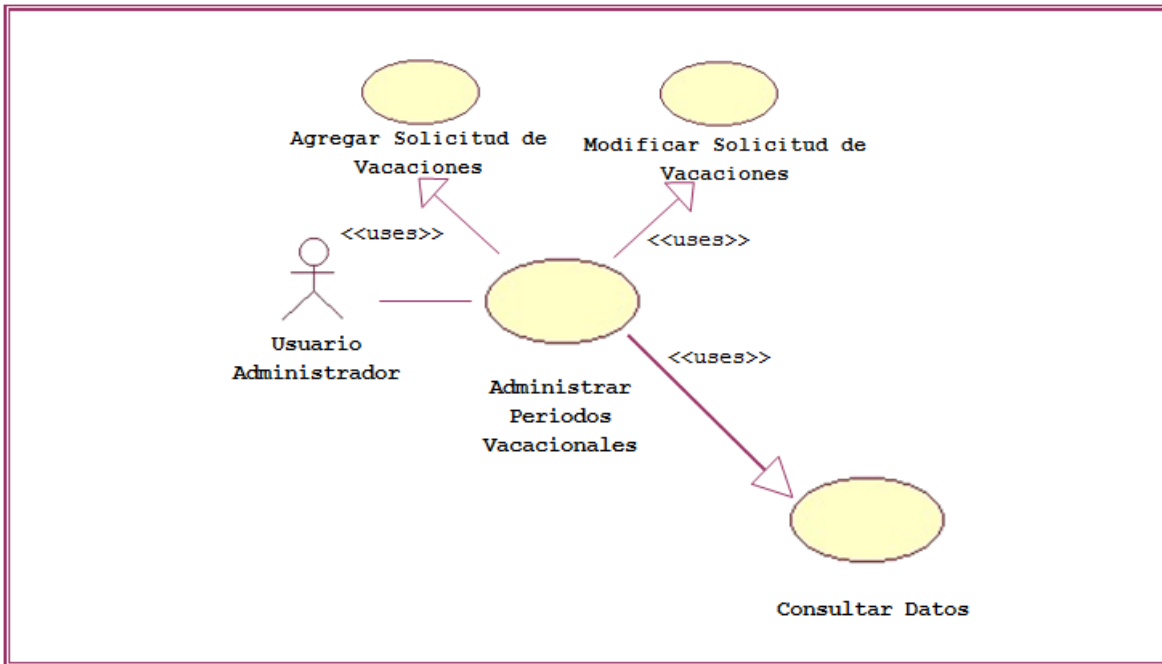 Agregar Solicitud de
Vacaciones
Modificar Solicitud de
Vacaciones
<<uses>>
<<uses>>
Usuario
Administrador
Administrar
Periodos
Vacacionales
<<uses>>
Consultar Datos